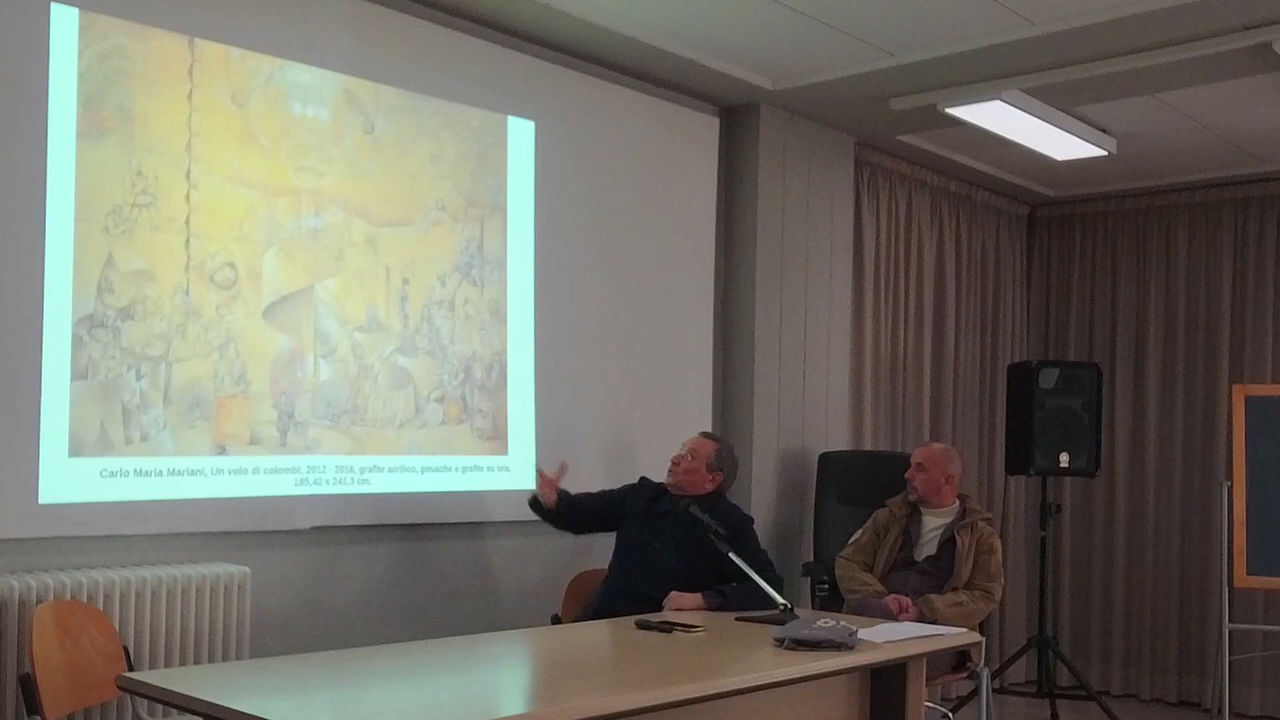 Carlo Maria Mariani, Un volo di colombi, 2012 - 2016, grafite acrilico, gouache e grafite su tela,
185,42 x 241,3 cm.